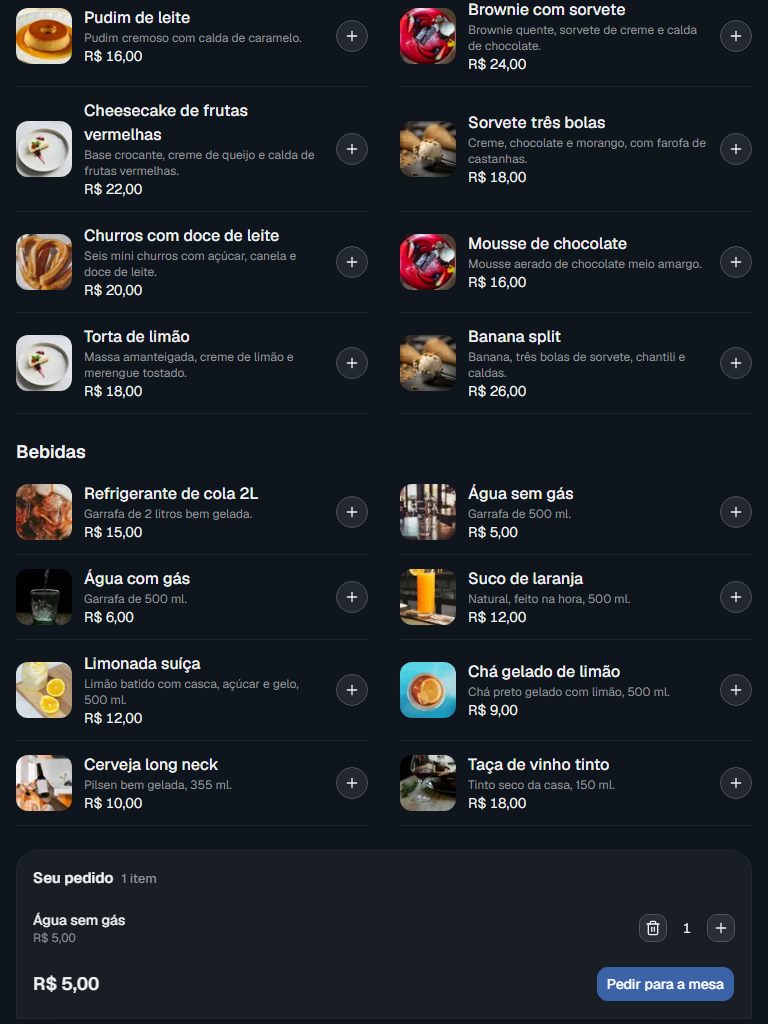 Pudim de leite
Pudim cremoso com calda de caramelo.
R$ 16,00
Brownie com sorvete
Brownie quente, sorvete de creme e calda
de chocolate.
R$ 24,00
Cheesecake de frutas
vermelhas
Base crocante, creme de queijo e calda de
frutas vermelhas.
R$ 22,00
Sorvete três bolas
Creme, chocolate e morango, com farofa de
castanhas.
R$ 18,00
Churros com doce de leite
Seis mini churros com açúcar, canela e
doce de leite.
R$ 20,00
Mousse de chocolate
Mousse aerado de chocolate meio amargo.
R$ 16,00
Torta de limão
Massa amanteigada, creme de limão e
merengue tostado.
R$ 18,00
Banana split
Banana, três bolas de sorvete, chantili e
caldas.
R$ 26,00
Bebidas
Refrigerante de cola 2L
Garrafa de 2 litros bem gelada.
R$ 15,00
Água sem gás
Garrafa de 500 ml.
R$ 5,00
Água com gás
Garrafa de 500 ml.
R$ 6,00
Suco de laranja
Natural, feito na hora, 500 ml.
R$ 12,00
Limonada suíça
Limão batido com casca, açúcar e gelo,
500 ml.
R$ 12,00
Chá gelado de limão
Chá preto gelado com limão, 500 ml.
R$ 9,00
Cerveja long neck
Pilsen bem gelada, 355 ml.
R$ 10,00
Taça de vinho tinto
Tinto seco da casa, 150 ml.
R$ 18,00
Seu pedido 1 item
Água sem gás
R$ 5,00
1
R$ 5,00
Pedir para a mesa